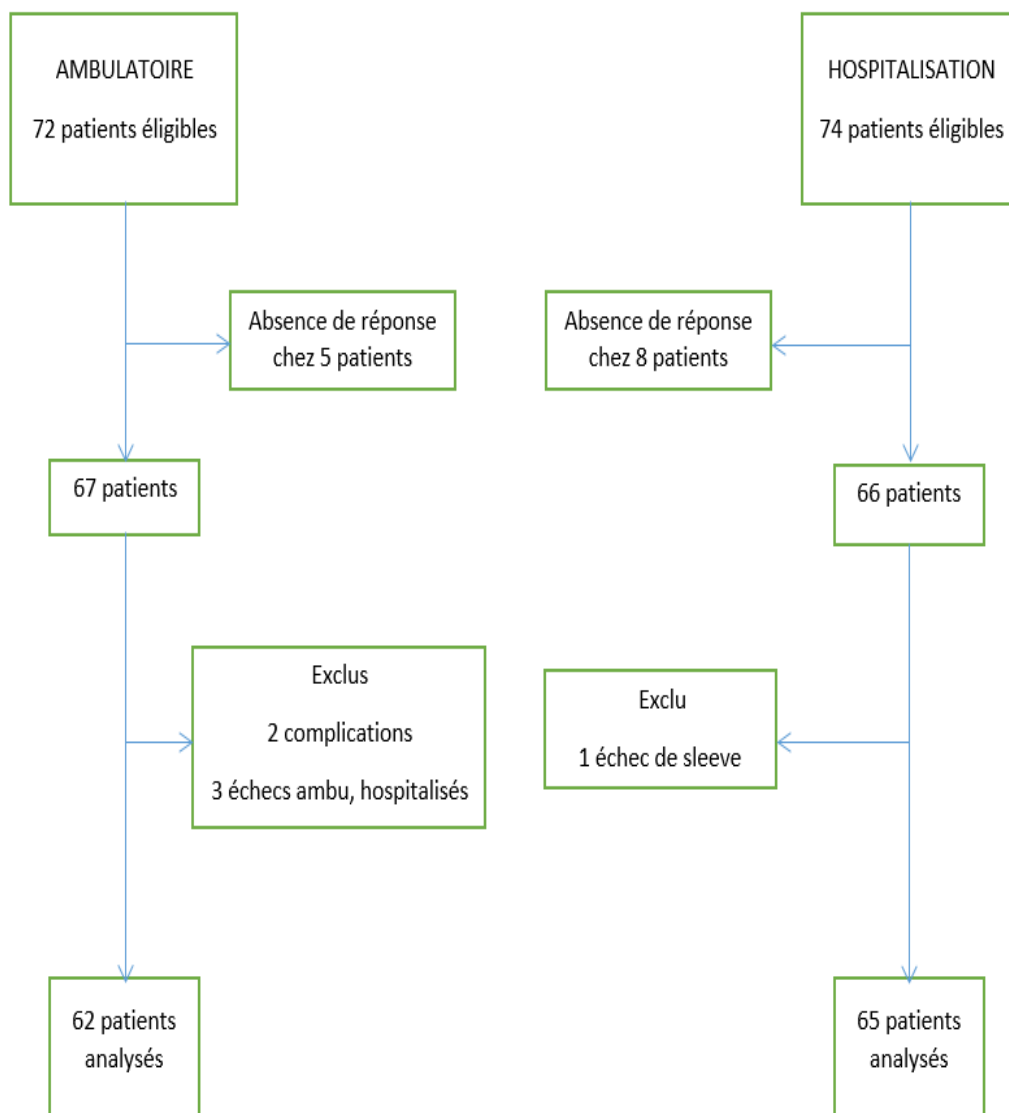 AMBULATOIRE
72 patients éligibles
HOSPITALISATION
74 patients éligibles
Absence de réponse
chez 5 patients
Absence de réponse
chez 8 patients
67 patients
66 patients
Exclus
2 complications
3 échecs ambu, hospitalisés
Exclu
1 échec de sleeve
62 patients
analysés
65 patients
analysés